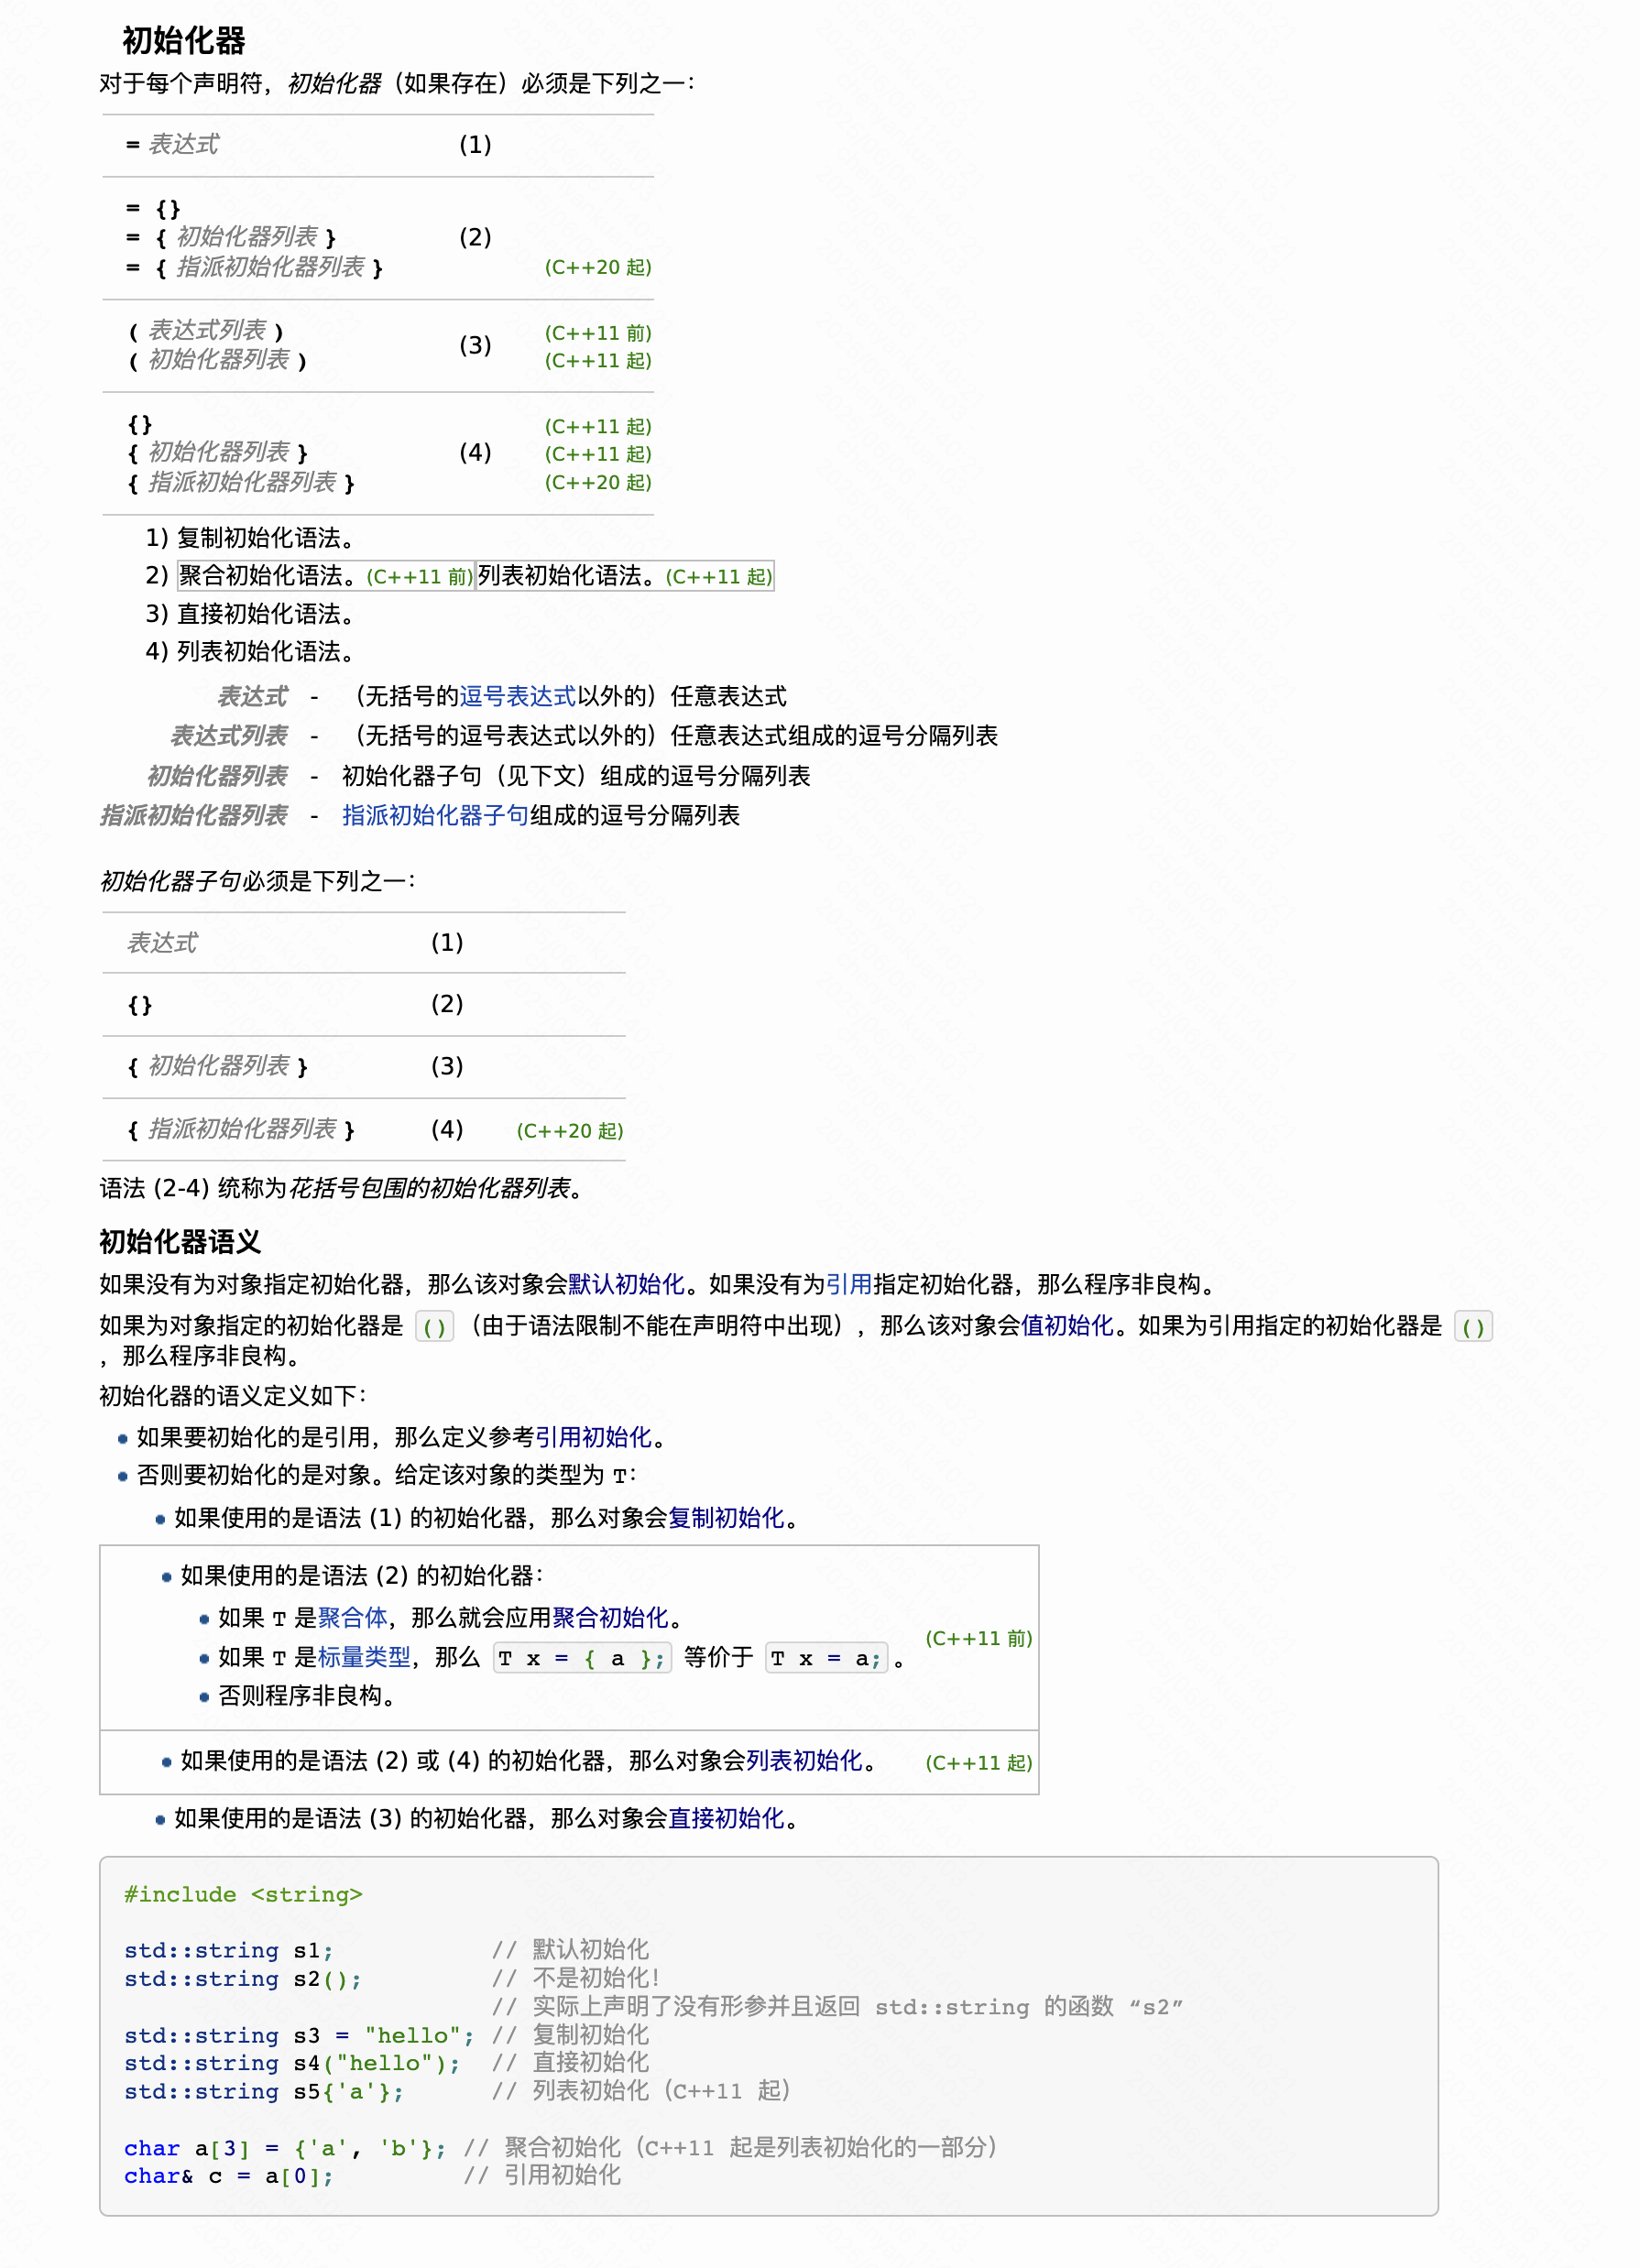 初始化器
对于每个声明符，初始化器（如果存在）必须是下列之一：
= 表达式 (1)
= {}
= { 初始化器列表 } (2)
= { 指派初始化器列表 } (C++20 起)
( 表达式列表 ) (C++11 前)
(3)
( 初始化器列表 ) (C++11 起)
{} (C++11 起)
{ 初始化器列表 } (4) (C++11 起)
{ 指派初始化器列表 } (C++20 起)
1) 复制初始化语法。
2) 聚合初始化语法。(C++11 前)列表初始化语法。(C++11 起)
3) 直接初始化语法。
4) 列表初始化语法。
表达式 - （无括号的逗号表达式以外的）任意表达式
表达式列表 - （无括号的逗号表达式以外的）任意表达式组成的逗号分隔列表
初始化器列表 - 初始化器子句（见下文）组成的逗号分隔列表
指派初始化器列表 - 指派初始化器子句组成的逗号分隔列表
初始化器子句必须是下列之一：
表达式 (1)
{} (2)
{ 初始化器列表 } (3)
{ 指派初始化器列表 } (4) (C++20 起)
语法 (2-4) 统称为花括号包围的初始化器列表。
初始化器语义
如果没有为对象指定初始化器，那么该对象会默认初始化。如果没有为引用指定初始化器，那么程序非良构。
如果为对象指定的初始化器是 () （由于语法限制不能在声明符中出现），那么该对象会值初始化。如果为引用指定的初始化器是 ()
，那么程序非良构。
初始化器的语义定义如下：
如果要初始化的是引用，那么定义参考引用初始化。
否则要初始化的是对象。给定该对象的类型为 T：
如果使用的是语法 (1) 的初始化器，那么对象会复制初始化。
如果使用的是语法 (2) 的初始化器：
如果 T 是聚合体，那么就会应用聚合初始化。
(C++11 前)
如果 T 是标量类型，那么 T x = { a }; 等价于 T x = a; 。
否则程序非良构。
如果使用的是语法 (2) 或 (4) 的初始化器，那么对象会列表初始化。 (C++11 起)
如果使用的是语法 (3) 的初始化器，那么对象会直接初始化。
#include <string>
std::string s1; // 默认初始化
std::string s2(); // 不是初始化！
// 实际上声明了没有形参并且返回 std::string 的函数 “s2”
std::string s3 = "hello"; // 复制初始化
std::string s4("hello"); // 直接初始化
std::string s5{'a'}; // 列表初始化（C++11 起）
char a[3] = {'a', 'b'}; // 聚合初始化（C++11 起是列表初始化的一部分）
char& c = a[0]; // 引用初始化